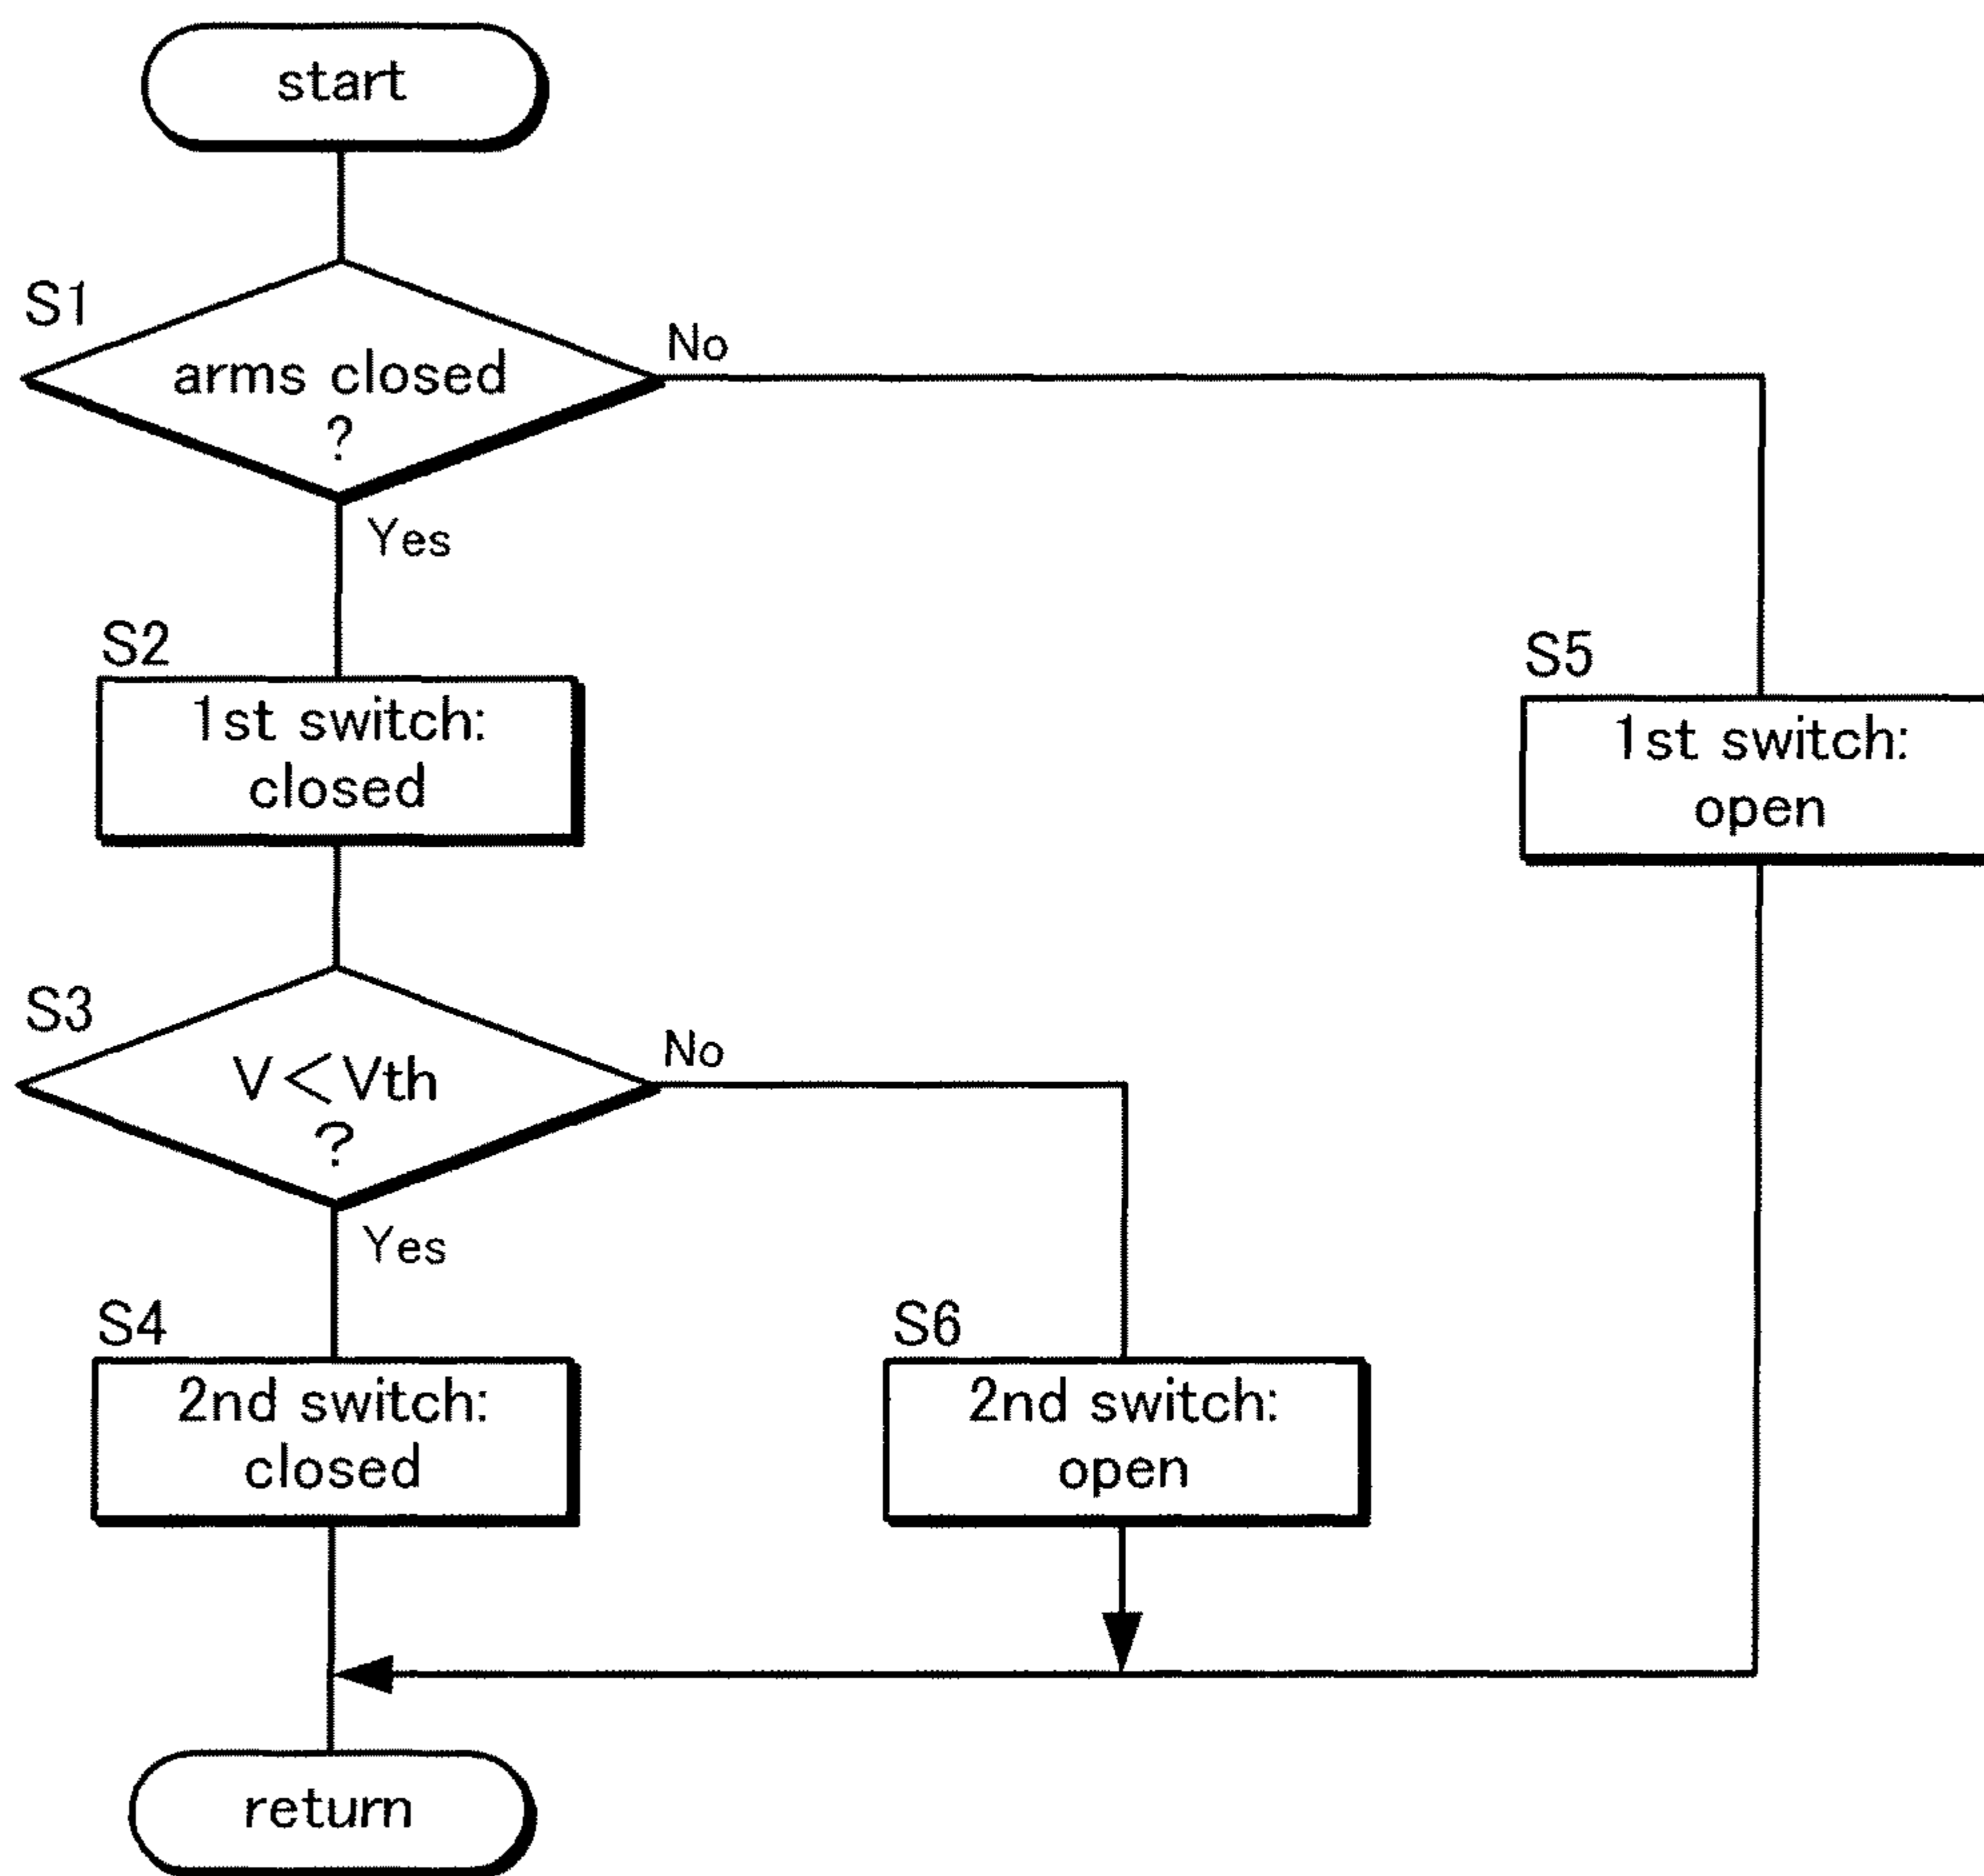 start
S1
arms closed
?
No
Yes
S2
1st switch:
closed
S5
1st switch:
open
S3
V＜Vth
?
No
Yes
S4
2nd switch:
closed
S6
2nd switch:
open
return